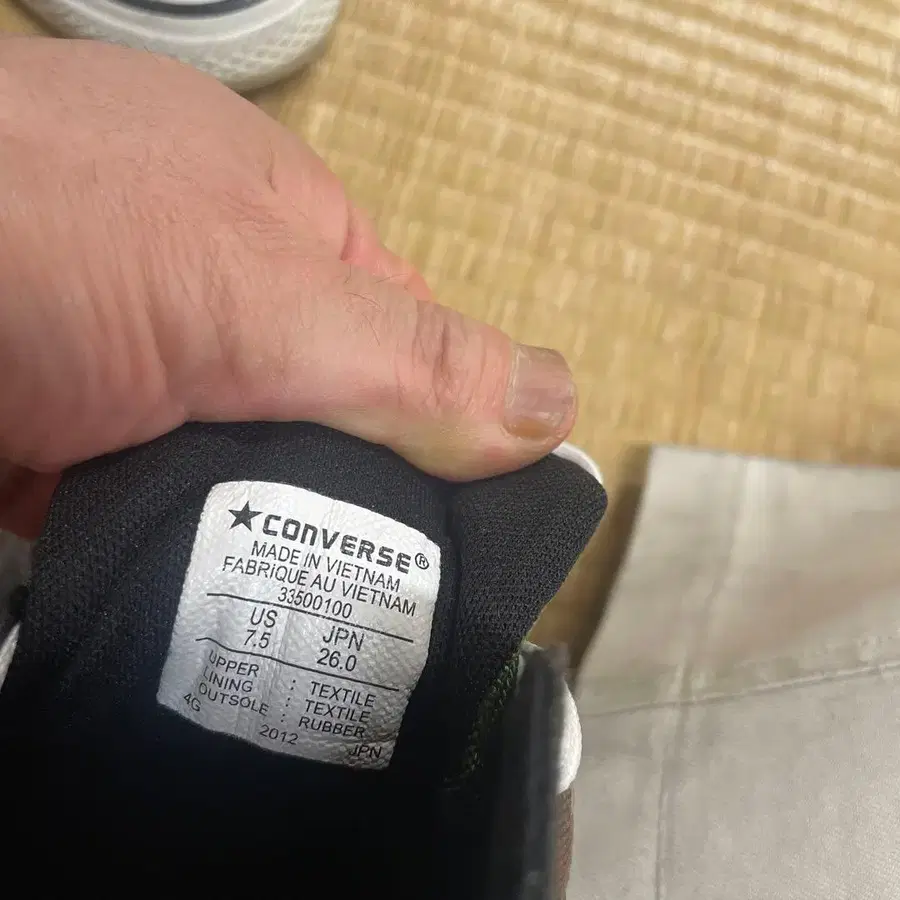 ★CONVERSE®
MADE IN VIETNAM
FABRIQUE AU VIETNAM
33500100
US JPN
7.5 26.0
UPPER : TEXTILE
LINING : TEXTILE
OUTSOLE : RUBBER
4G 2012 JPN